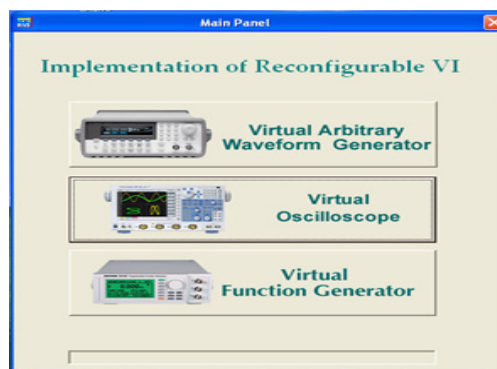 Main Panel
Implementation of Reconfigurable VI
Virtual Arbitrary
Waveform Generator
Virtual
Oscilloscope
Virtual
Function Generator